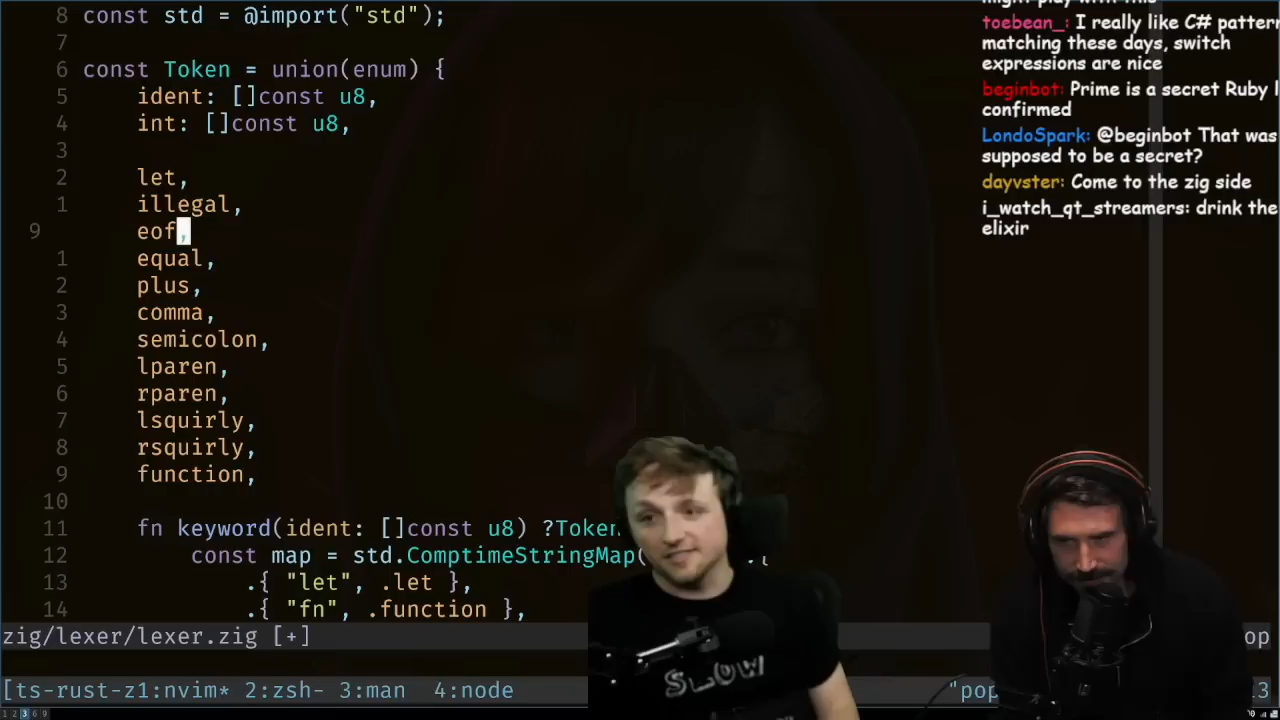 8 const std = @import("std");
7
6 const Token = union(enum) {
5 ident: []const u8,
4 int: []const u8,
3
2 let,
1 illegal,
9 eof,
1 equal,
2 plus,
3 comma,
4 semicolon,
5 lparen,
6 rparen,
7 lsquirly,
8 rsquirly,
9 function,
10
11 fn keyword(ident: []const u8) ?Token
12 const map = std.ComptimeStringMap(
13 .{ "let", .let },
14 .{ "fn", .function },
zig/lexer/lexer.zig [+]
[ts-rust-z1:nvim* 2:zsh- 3:man 4:node "pop
toebean_: I really like C# pattern
matching these days, switch
expressions are nice
beginbot: Prime is a secret Ruby
confirmed
LondoSpark: @beginbot That was
supposed to be a secret?
dayvster: Come to the zig side
i_watch_qt_streamers: drink the
elixir
SLOW